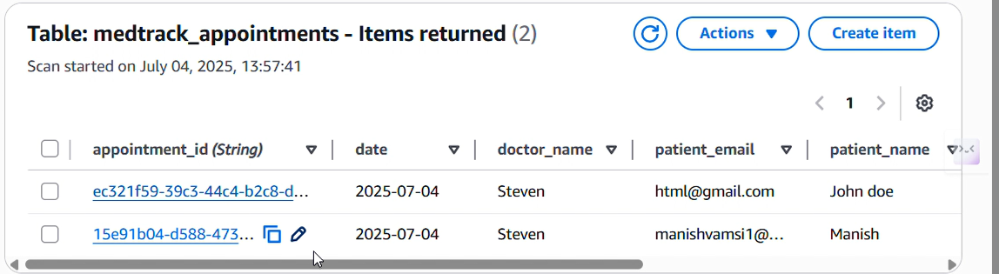 Table: medtrack_appointments - Items returned (2)
Actions
Create item
Scan started on July 04, 2025, 13:57:41
1
appointment_id (String) date doctor_name patient_email patient_name
ec321f59-39c3-44c4-b2c8-d... 2025-07-04 Steven html@gmail.com John doe
15e91b04-d588-473... 2025-07-04 Steven manishvamsi1@... Manish